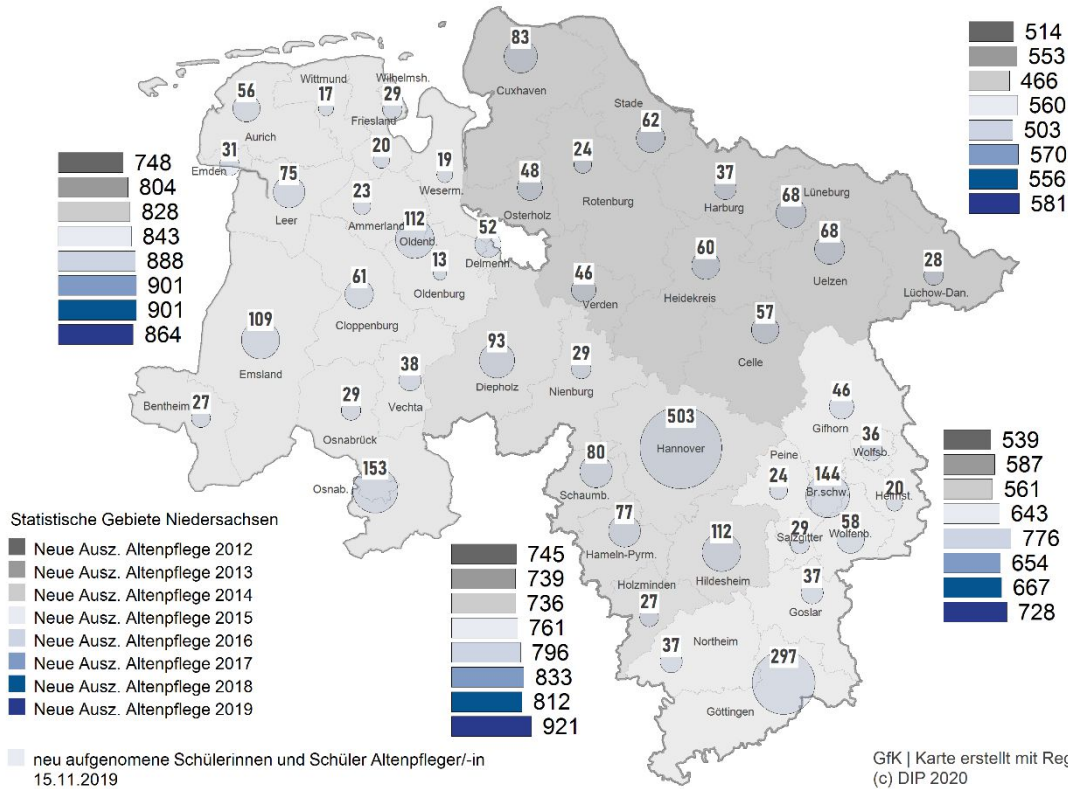 83
Cuxhaven
514
553
466
560
503
570
556
581
Wittmund
17
Wilhelmsh.
29
56
Aurich
Friesland
20
Stade
62
31
Emden
75
Leer
19
Weserm.
24
Rotenburg
48
Osterholz
37
Harburg
Lüneburg
68
748
804
828
843
888
901
901
864
23
Ammerland
112
Oldenb.
52
Delmenh.
13
Oldenburg
60
Heidekreis
68
Uelzen
28
Lüchow-Dan.
61
Cloppenburg
46
Verden
57
Celle
109
Emsland
93
Diepholz
29
Nienburg
38
Vechta
Bentheim
27
29
Osnabrück
503
Hannover
46
Gifhorn
36
Wolfsb.
539
587
561
643
776
654
667
728
153
Osnab.
80
Schaumb.
Peine
24
144
Br.schw.
20
Helmst.
77
Hameln-Pyrm.
112
Hildesheim
29
Salzgitter
58
Wolfenb.
Holzminden
27
37
Goslar
Northeim
37
297
Göttingen
745
739
736
761
796
833
812
921
Statistische Gebiete Niedersachsen
Neue Ausz. Altenpflege 2012
Neue Ausz. Altenpflege 2013
Neue Ausz. Altenpflege 2014
Neue Ausz. Altenpflege 2015
Neue Ausz. Altenpflege 2016
Neue Ausz. Altenpflege 2017
Neue Ausz. Altenpflege 2018
Neue Ausz. Altenpflege 2019
neu aufgenomene Schülerinnen und Schüler Altenpfleger/-in
15.11.2019
GfK | Karte erstellt mit Reg
(c) DIP 2020